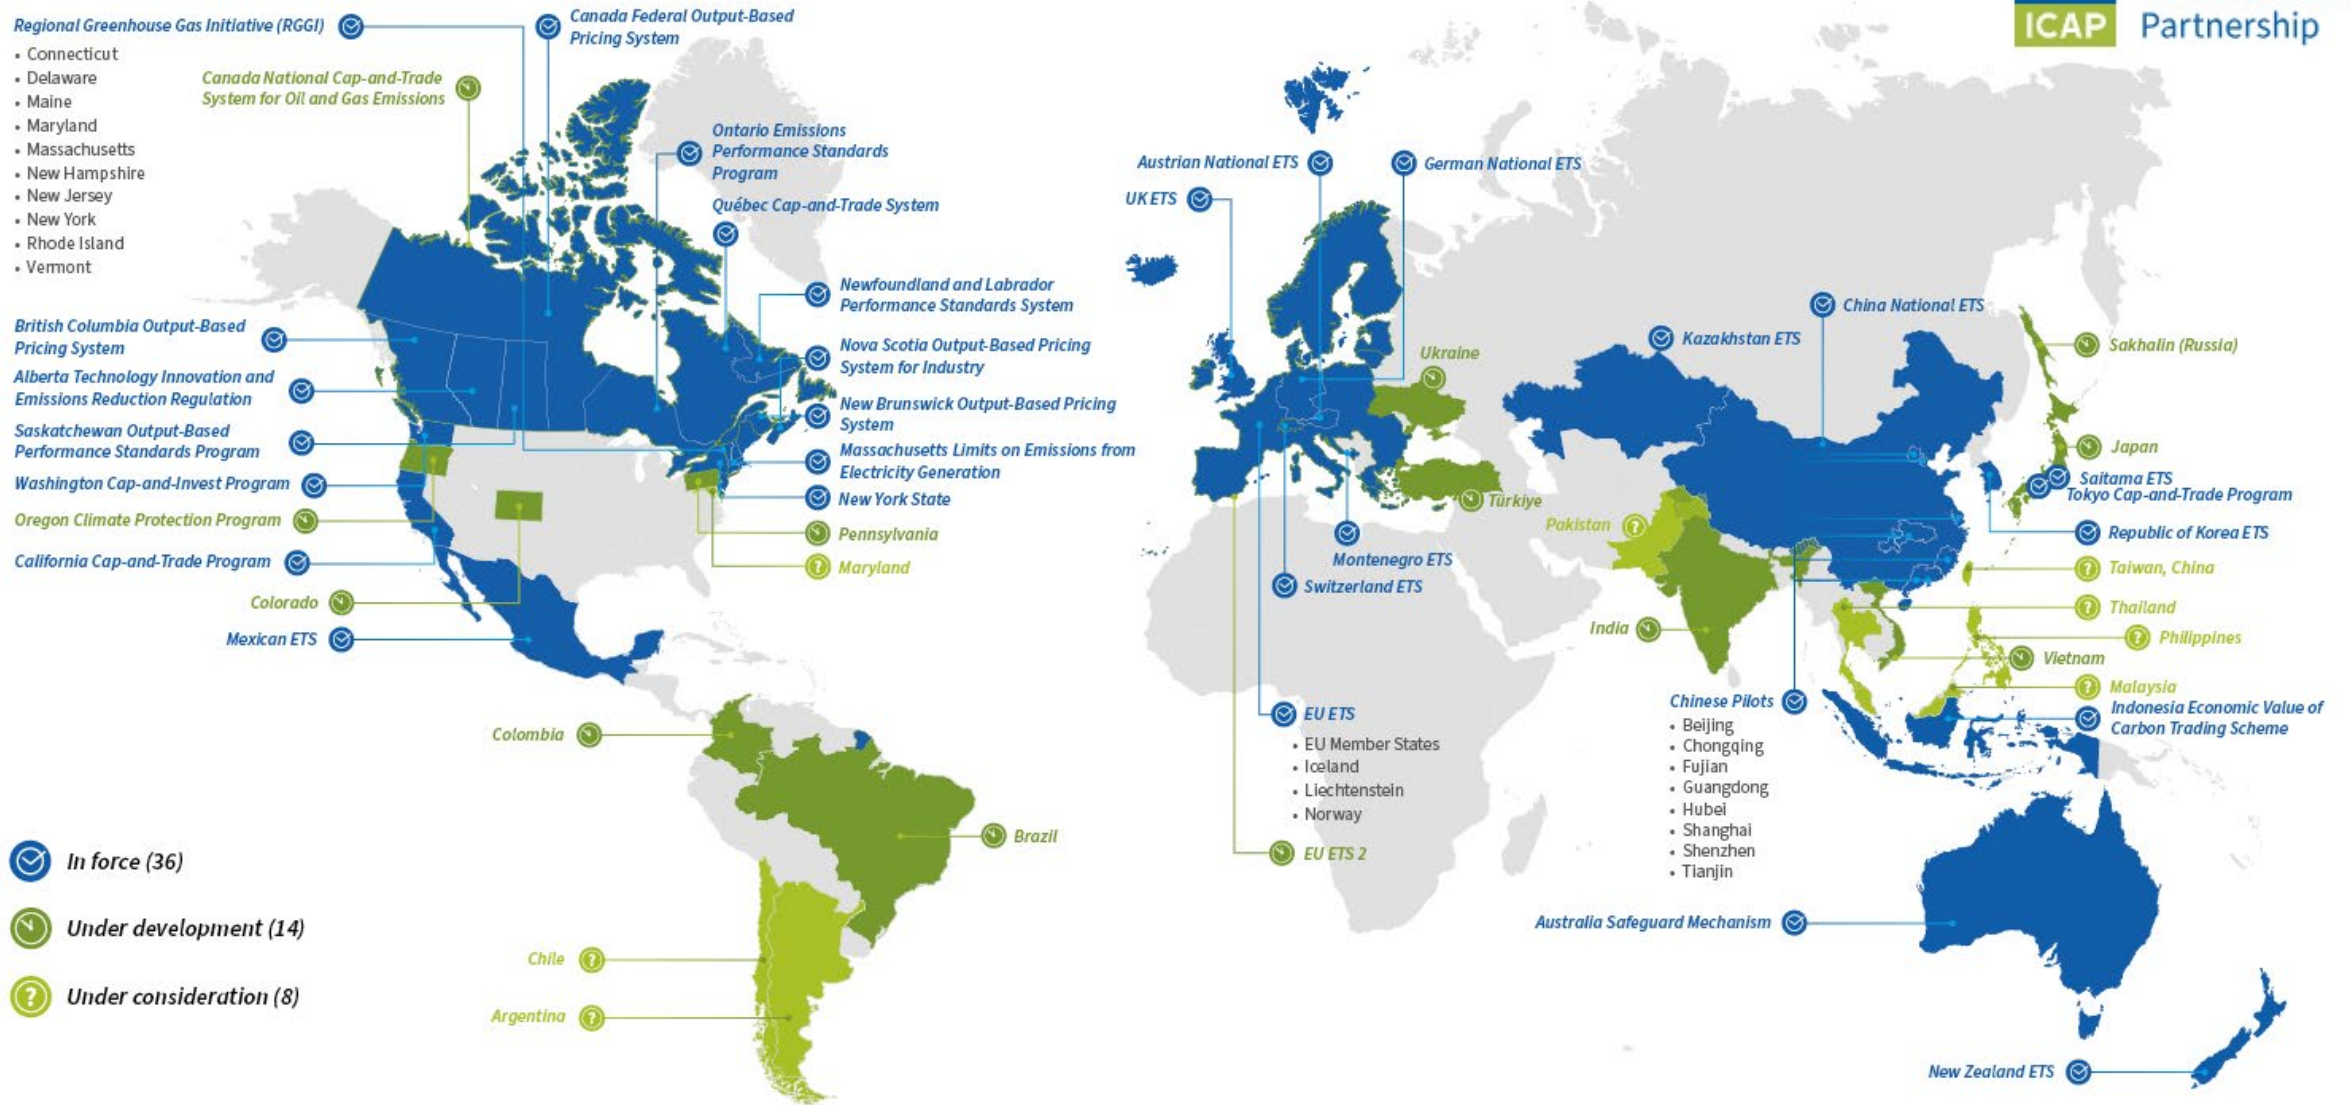 ICAP
Partnership
Regional Greenhouse Gas Initiative (RGGI)
• Connecticut
• Delaware
• Maine
• Maryland
• Massachusetts
• New Hampshire
• New Jersey
• New York
• Rhode Island
• Vermont
Canada Federal Output-Based
Pricing System
Canada National Cap-and-Trade
System for Oil and Gas Emissions
Ontario Emissions
Performance Standards
Program
Québec Cap-and-Trade System
Newfoundland and Labrador
Performance Standards System
Nova Scotia Output-Based Pricing
System for Industry
New Brunswick Output-Based Pricing
System
Massachusetts Limits on Emissions from
Electricity Generation
New York State
Pennsylvania
Maryland
British Columbia Output-Based
Pricing System
Alberta Technology Innovation and
Emissions Reduction Regulation
Saskatchewan Output-Based
Performance Standards Program
Washington Cap-and-Invest Program
Oregon Climate Protection Program
California Cap-and-Trade Program
Colorado
Mexican ETS
Colombia
Brazil
Chile
Argentina
In force (36)
Under development (14)
Under consideration (8)
Austrian National ETS
German National ETS
UK ETS
Ukraine
Türkiye
Montenegro ETS
Switzerland ETS
EU ETS
• EU Member States
• Iceland
• Liechtenstein
• Norway
EU ETS 2
Kazakhstan ETS
China National ETS
Sakhalin (Russia)
Japan
Saitama ETS
Tokyo Cap-and-Trade Program
Republic of Korea ETS
Pakistan
India
Taiwan, China
Thailand
Philippines
Vietnam
Malaysia
Indonesia Economic Value of
Carbon Trading Scheme
Chinese Pilots
• Beijing
• Chongqing
• Fujian
• Guangdong
• Hubei
• Shanghai
• Shenzhen
• Tianjin
Australia Safeguard Mechanism
New Zealand ETS